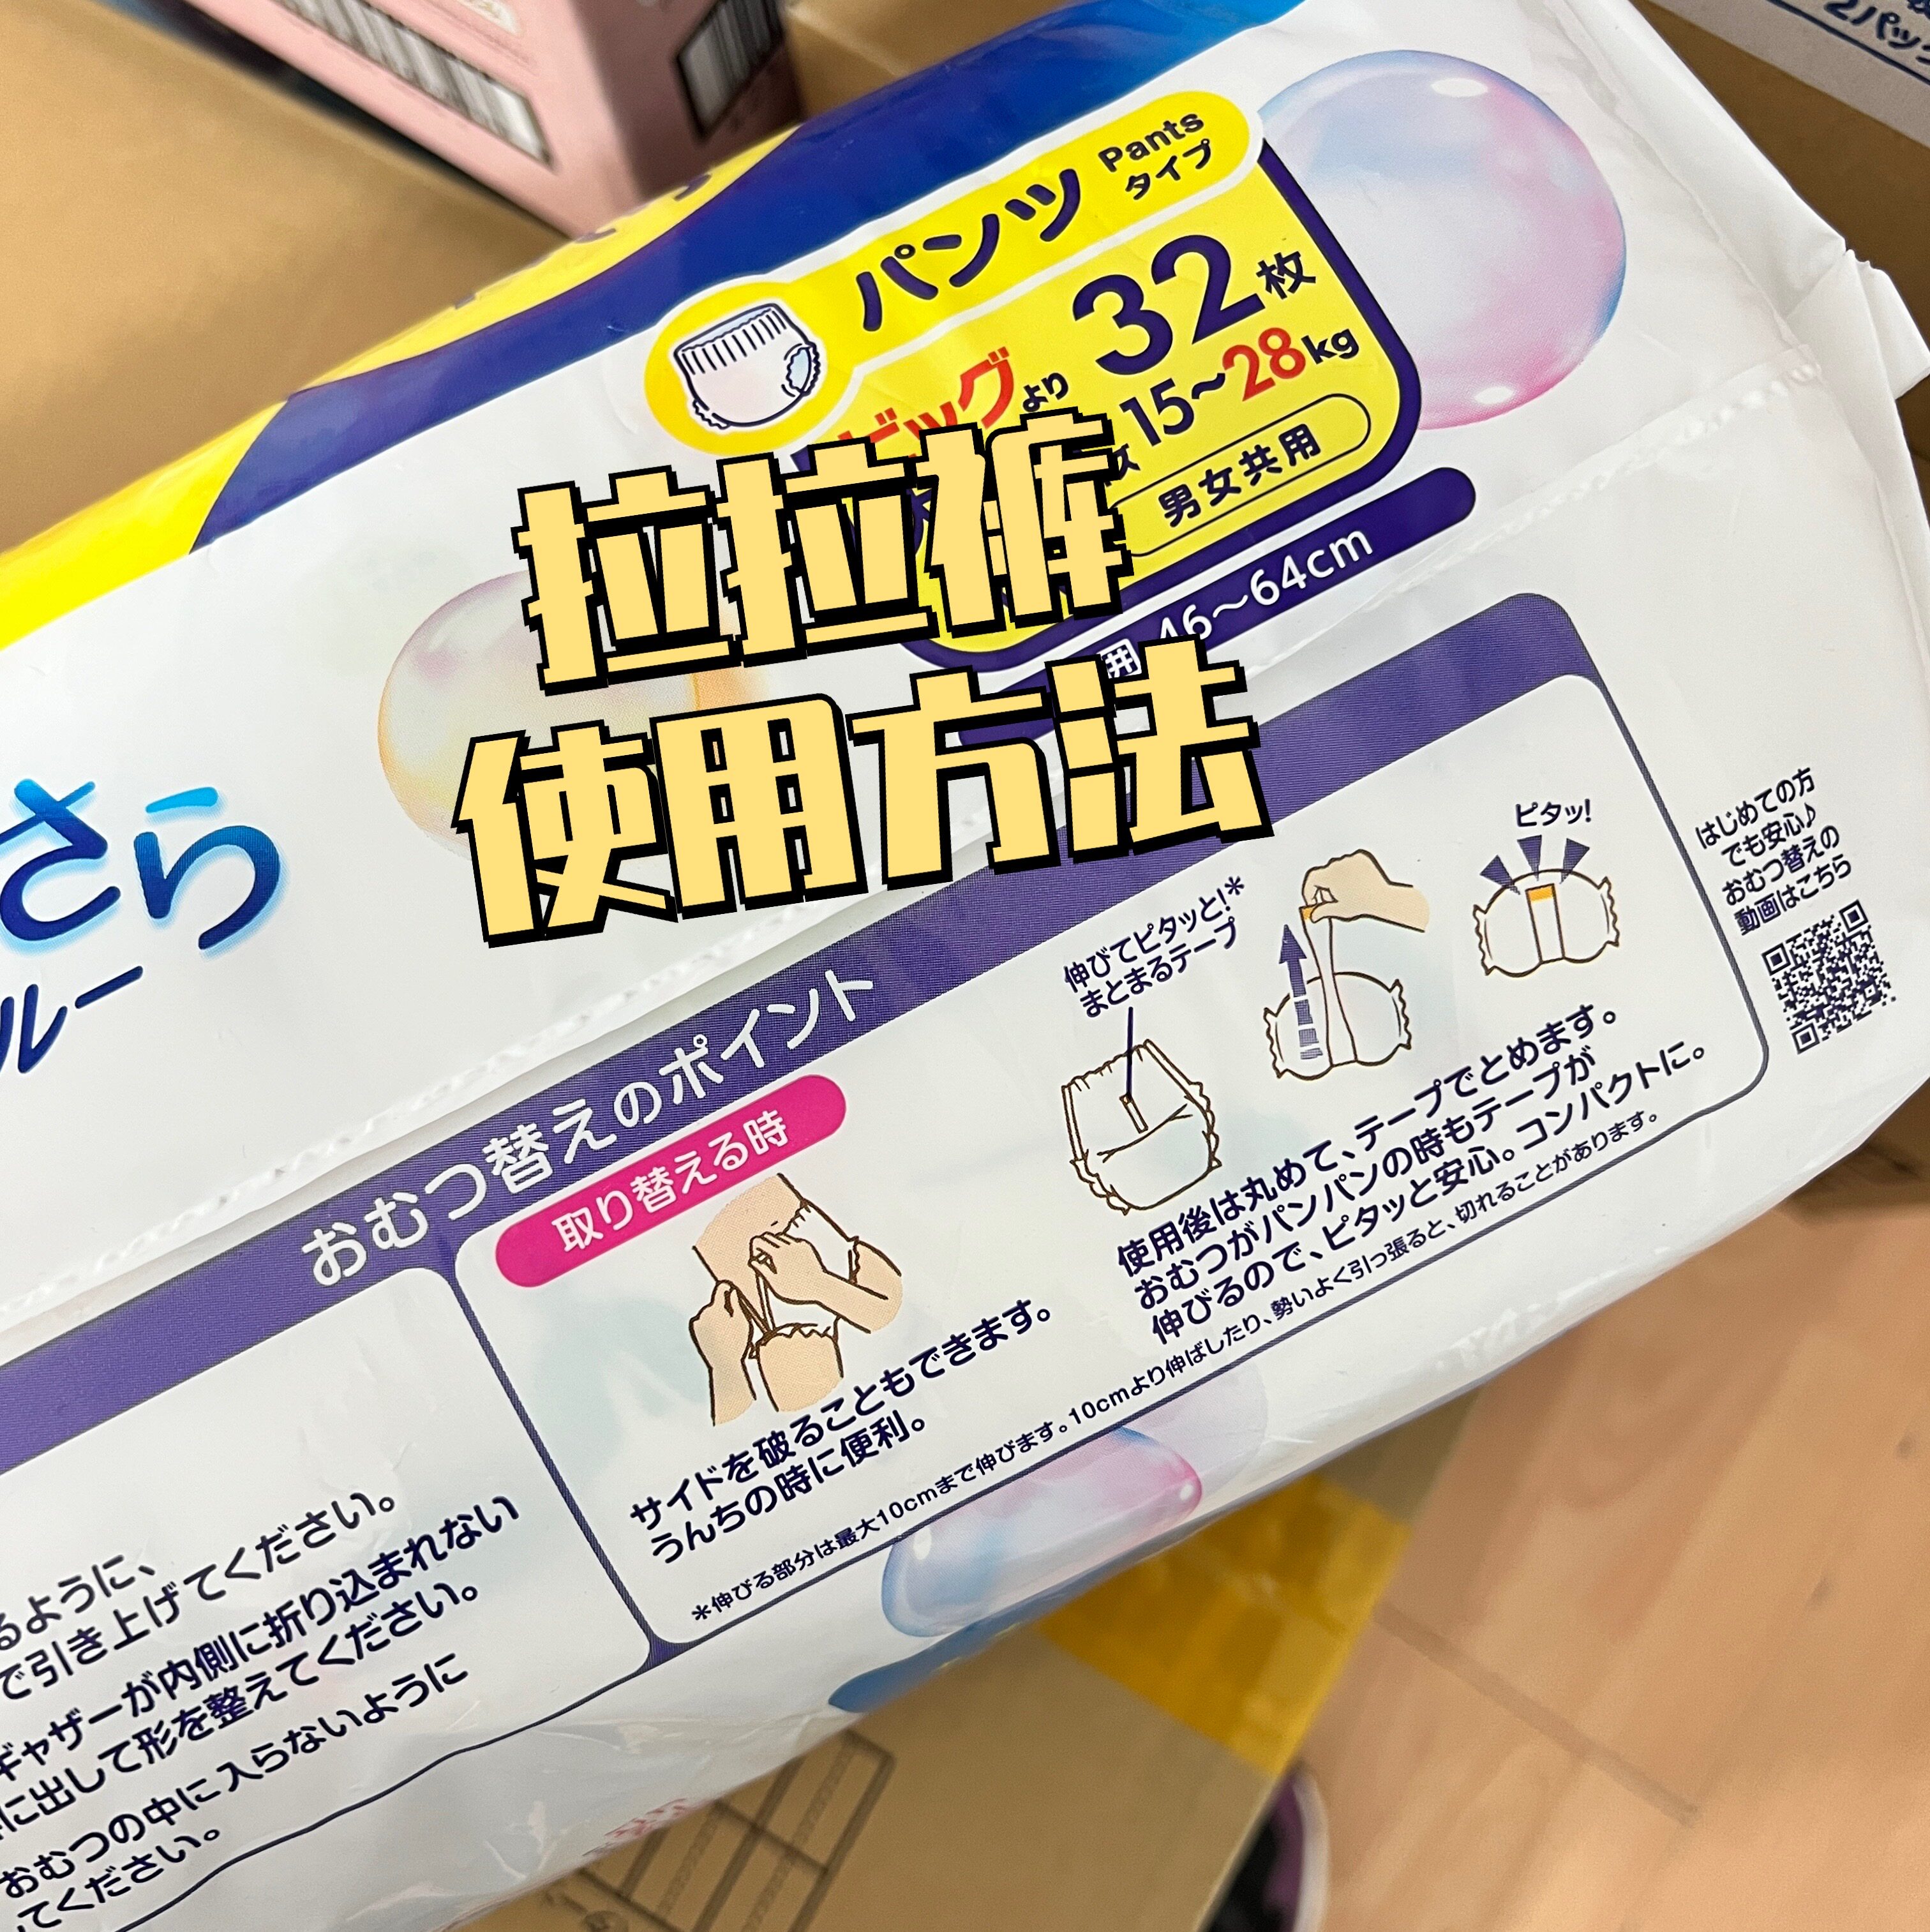 2パック
パンツ
Pants
タイプ
ビッグより
32枚
15～28kg
男女共用
46～64cm
拉拉裤
使用方法
さら
ルー
おむつ替えのポイント
取り替える時
サイドを破ることもできます。
うんちの時に便利。
伸びてピタッと!*
まとまるテープ
ピタッ!
使用後は丸めて、テープでとめます。
おむつがパンパンの時もテープが
伸びるので、ピタッと安心。コンパクトに。
*伸びる部分は最大10cmまで伸びます。10cmより伸ばしたり、勢いよく引っ張ると、切れることがあります。
はじめての方
でも安心♪
おむつ替えの
動画はこちら
るように、
で引き上げてください。
ギャザーが内側に折り込まれない
に出して形を整えてください。
おむつの中に入らないように
てください。